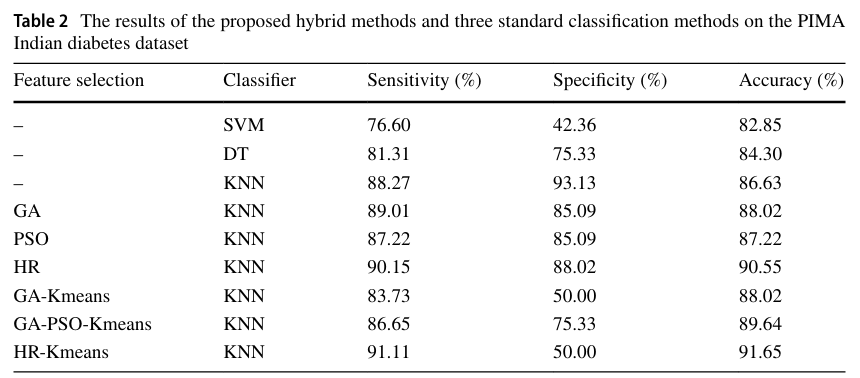 Table 2 The results of the proposed hybrid methods and three standard classification methods on the PIMA
Indian diabetes dataset
Feature selection Classifier Sensitivity (%) Specificity (%) Accuracy (%)
– SVM 76.60 42.36 82.85
– DT 81.31 75.33 84.30
– KNN 88.27 93.13 86.63
GA KNN 89.01 85.09 88.02
PSO KNN 87.22 85.09 87.22
HR KNN 90.15 88.02 90.55
GA-Kmeans KNN 83.73 50.00 88.02
GA-PSO-Kmeans KNN 86.65 75.33 89.64
HR-Kmeans KNN 91.11 50.00 91.65